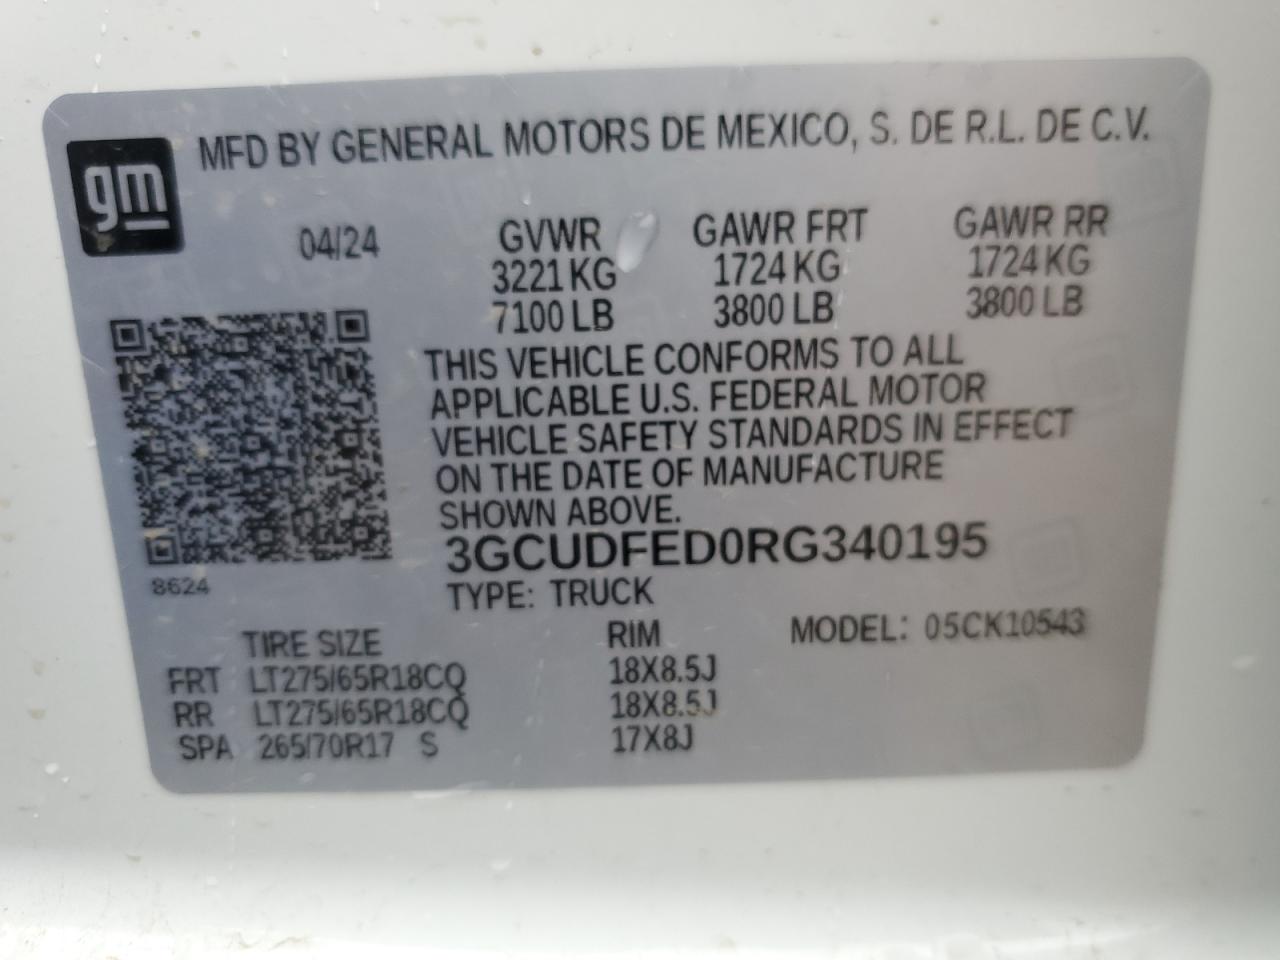 gm
MFD BY GENERAL MOTORS DE MEXICO, S. DE R.L. DE C.V.
04/24 GVWR GAWR FRT GAWR RR
3221 KG 1724 KG 1724 KG
7100 LB 3800 LB 3800 LB
THIS VEHICLE CONFORMS TO ALL
APPLICABLE U.S. FEDERAL MOTOR
VEHICLE SAFETY STANDARDS IN EFFECT
ON THE DATE OF MANUFACTURE
SHOWN ABOVE.
3GCUDFED0RG340195
8624
TYPE: TRUCK
TIRE SIZE RIM MODEL: 05CK10543
FRT LT275/65R18CQ 18X8.5J
RR LT275/65R18CQ 18X8.5J
SPA 265/70R17 S 17X8J